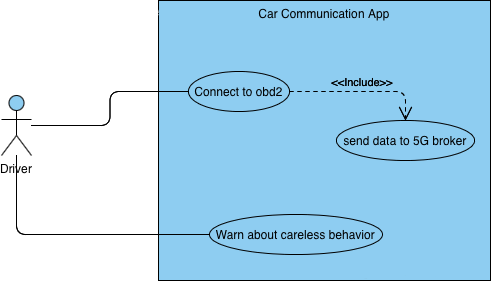 Car Communication App
<<Include>>
Connect to obd2
send data to 5G broker
Driver
Warn about careless behavior